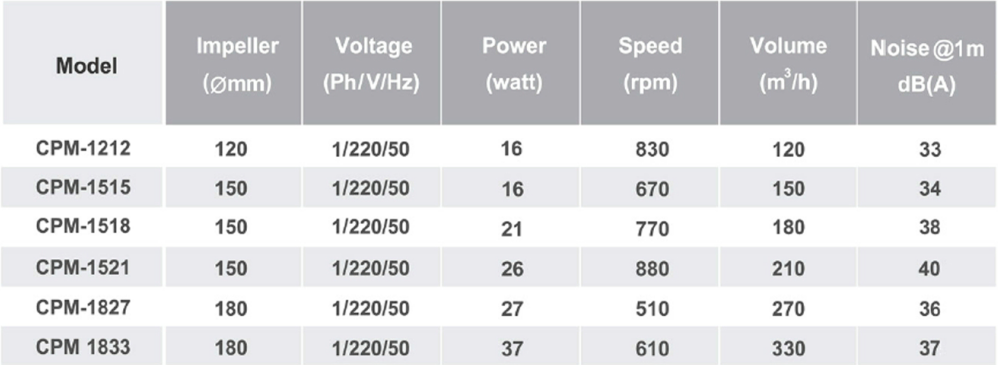 Model Impeller (Ømm) Voltage (Ph/V/Hz) Power (watt) Speed (rpm) Volume (m³/h) Noise@1m dB(A)
CPM-1212 120 1/220/50 16 830 120 33
CPM-1515 150 1/220/50 16 670 150 34
CPM-1518 150 1/220/50 21 770 180 38
CPM-1521 150 1/220/50 26 880 210 40
CPM-1827 180 1/220/50 27 510 270 36
CPM 1833 180 1/220/50 37 610 330 37